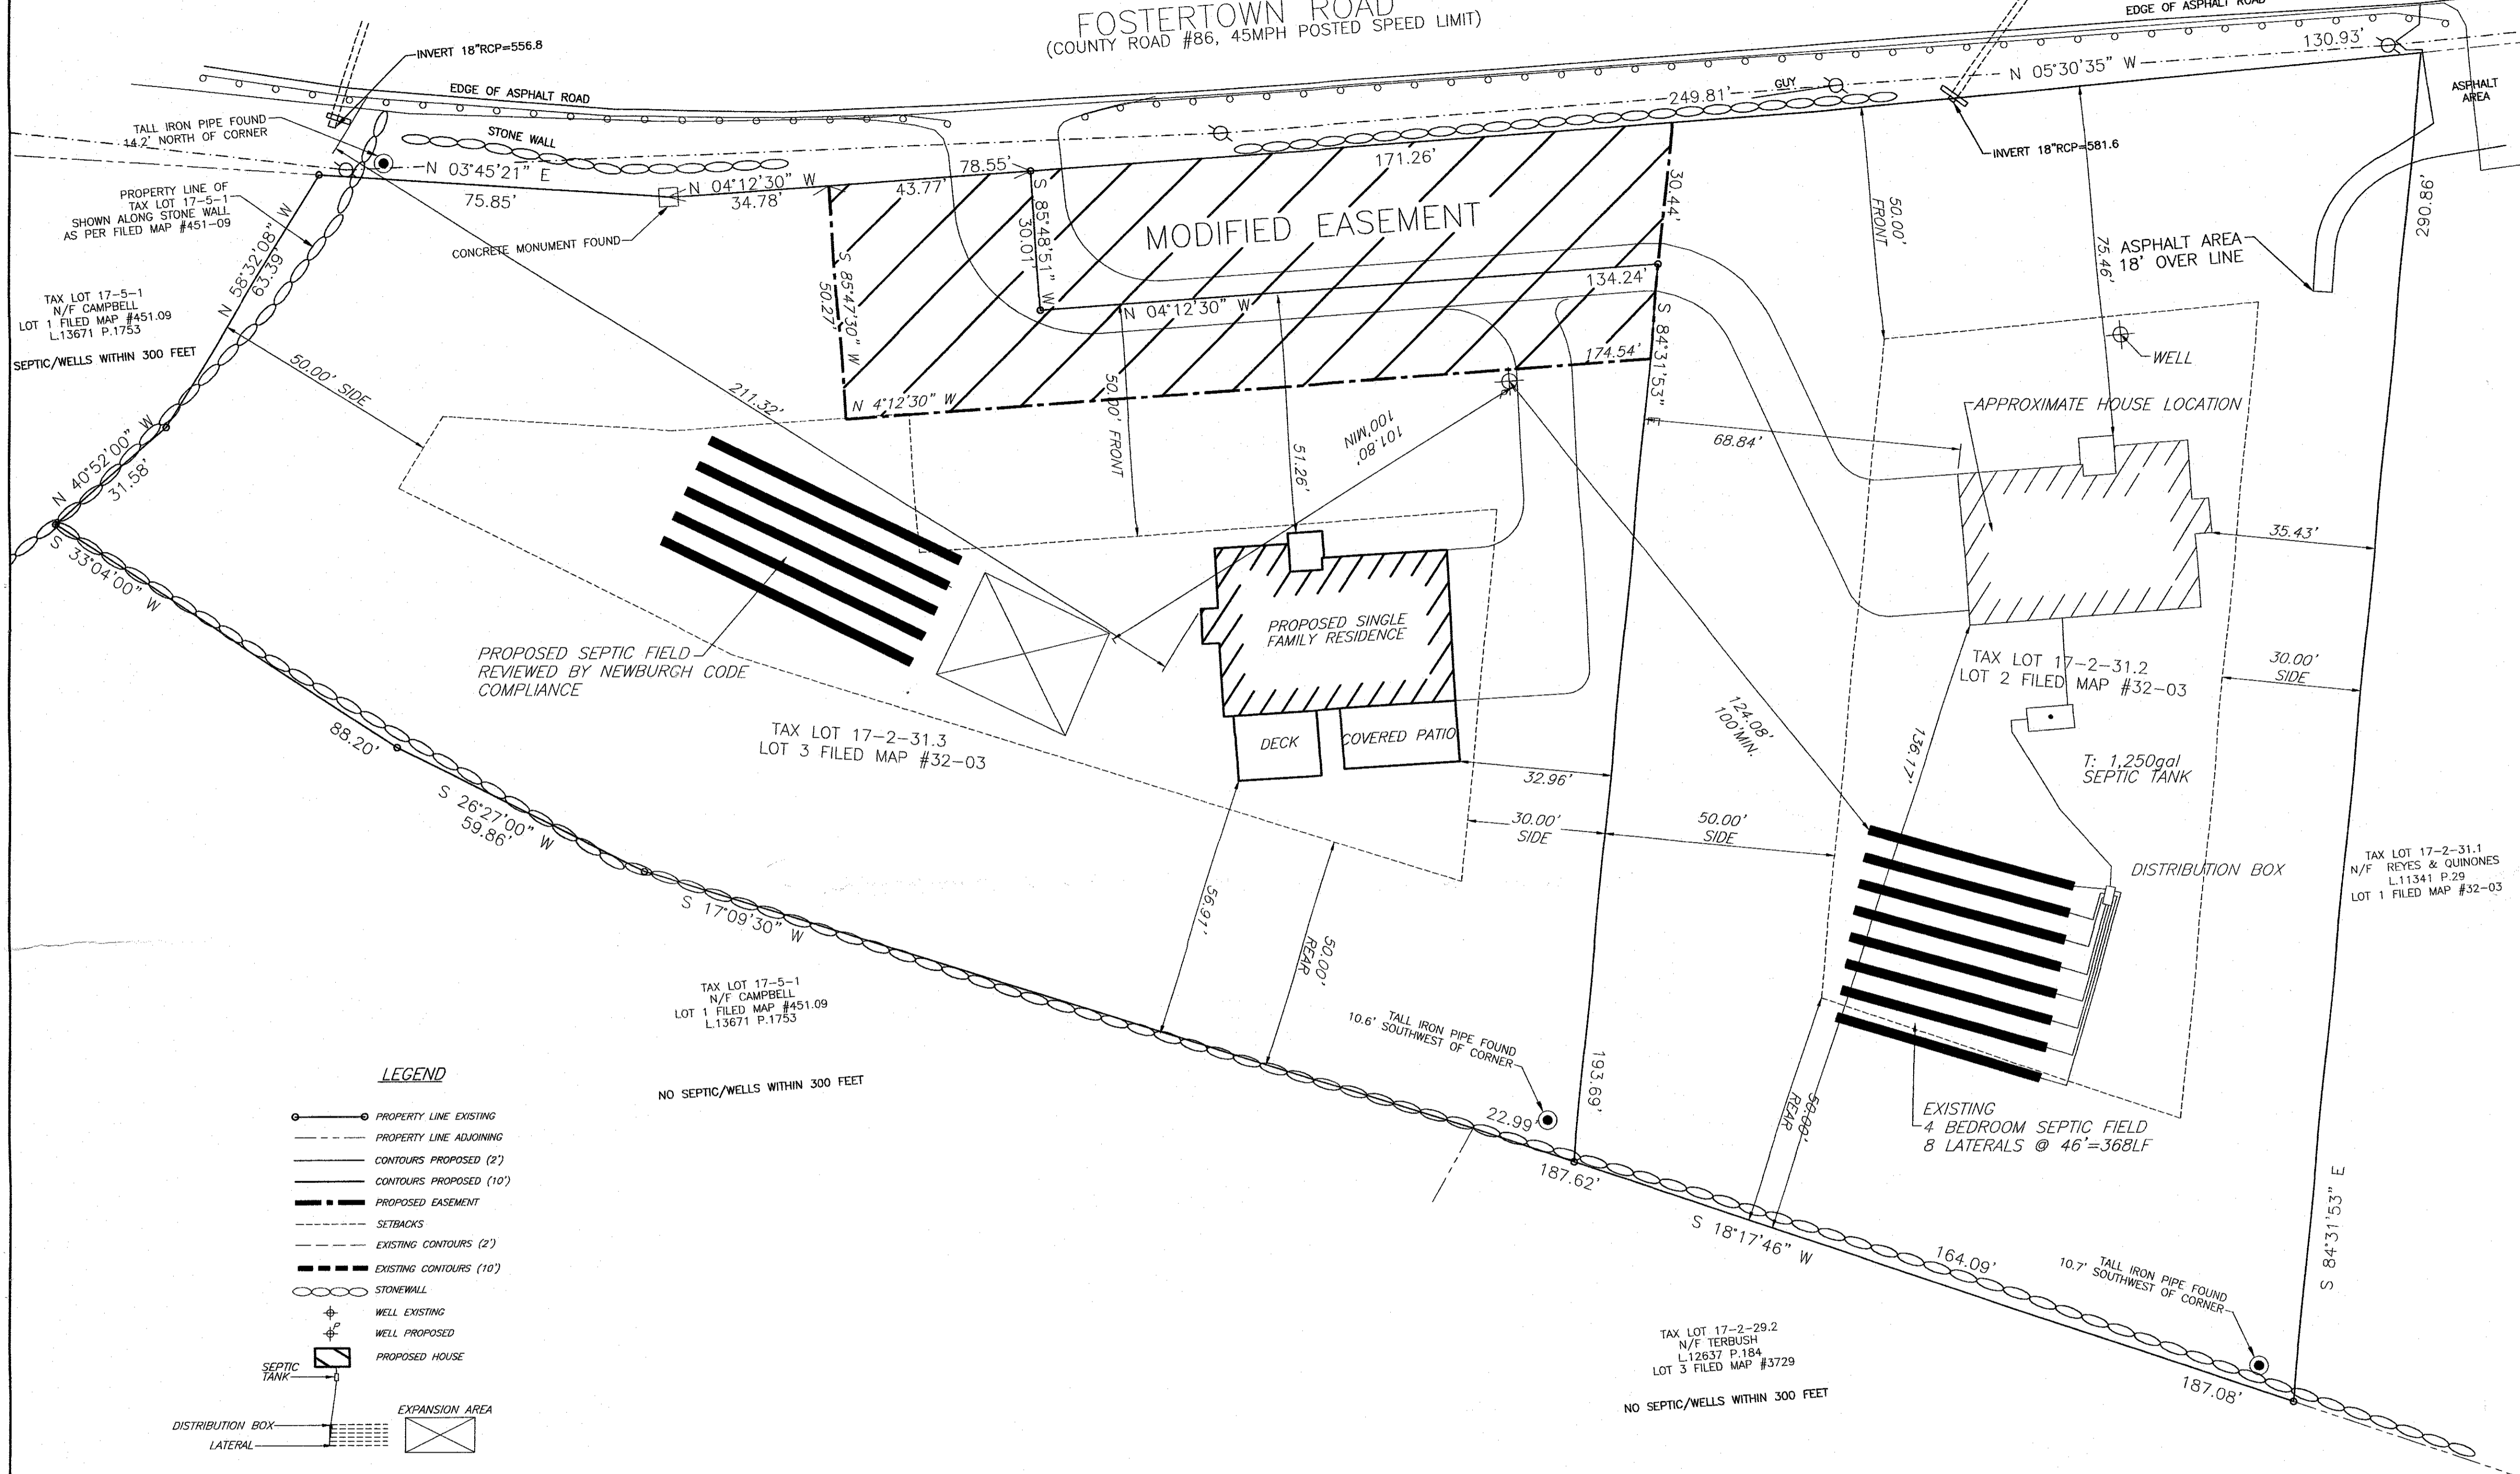 FOSTERTOWN ROAD
(COUNTY ROAD #86, 45MPH POSTED SPEED LIMIT)
EDGE OF ASPHALT ROAD
INVERT 18"RCP=556.8
EDGE OF ASPHALT ROAD
TALL IRON PIPE FOUND
14.2' NORTH OF CORNER
STONE WALL
N 03°45'21" E
75.85'
PROPERTY LINE OF
TAX LOT 17-5-1
SHOWN ALONG STONE WALL
AS PER FILED MAP #451-09
CONCRETE MONUMENT FOUND
N 04°12'30" W
34.78'
43.77'
78.55'
171.26'
249.81'
GUY
N 05°30'35" W
130.93'
ASPHALT
AREA
INVERT 18"RCP=581.6
N 58°32'08" W
63.39'
TAX LOT 17-5-1
N/F CAMPBELL
LOT 1 FILED MAP #451.09
L.13671 P.1753
SEPTIC/WELLS WITHIN 300 FEET
50.00' SIDE
N 40°52'00" W
31.58'
211.32'
S 85°47'30" W
50.27'
S 85°48'51" W
30.01'
MODIFIED EASEMENT
30.44'
134.24'
N 04°12'30" W
174.54'
N 4°12'30" W
S 84°31'53" E
50.00' FRONT
51.26'
101.80'
100'MIN
50.00'
FRONT
75.46'
ASPHALT AREA
18' OVER LINE
290.86'
WELL
APPROXIMATE HOUSE LOCATION
68.84'
35.43'
S 33°04'00" W
88.20'
PROPOSED SEPTIC FIELD
REVIEWED BY NEWBURGH CODE
COMPLIANCE
PROPOSED SINGLE
FAMILY RESIDENCE
DECK
COVERED PATIO
TAX LOT 17-2-31.3
LOT 3 FILED MAP #32-03
32.96'
30.00'
SIDE
50.00'
SIDE
124.08'
100'MIN.
TAX LOT 17-2-31.2
LOT 2 FILED MAP #32-03
30.00'
SIDE
136.17'
T: 1,250gal
SEPTIC TANK
DISTRIBUTION BOX
TAX LOT 17-2-31.1
N/F REYES & QUINONES
L.11341 P.29
LOT 1 FILED MAP #32-03
S 26°27'00" W
59.86'
S 17°09'30" W
56.91'
50.00'
REAR
TAX LOT 17-5-1
N/F CAMPBELL
LOT 1 FILED MAP #451.09
L.13671 P.1753
NO SEPTIC/WELLS WITHIN 300 FEET
TALL IRON PIPE FOUND
10.6' SOUTHWEST OF CORNER
22.99'
193.69'
187.62'
50.00'
REAR
EXISTING
4 BEDROOM SEPTIC FIELD
8 LATERALS @ 46'=368LF
S 18°17'46" W
164.09'
TALL IRON PIPE FOUND
10.7' SOUTHWEST OF CORNER
S 84°31'53" E
187.08'
TAX LOT 17-2-29.2
N/F TERBUSH
L.12637 P.184
LOT 3 FILED MAP #3729
NO SEPTIC/WELLS WITHIN 300 FEET
LEGEND
PROPERTY LINE EXISTING
PROPERTY LINE ADJOINING
CONTOURS PROPOSED (2')
CONTOURS PROPOSED (10')
PROPOSED EASEMENT
SETBACKS
EXISTING CONTOURS (2')
EXISTING CONTOURS (10')
STONEWALL
WELL EXISTING
P
WELL PROPOSED
PROPOSED HOUSE
SEPTIC
TANK
EXPANSION AREA
DISTRIBUTION BOX
LATERAL